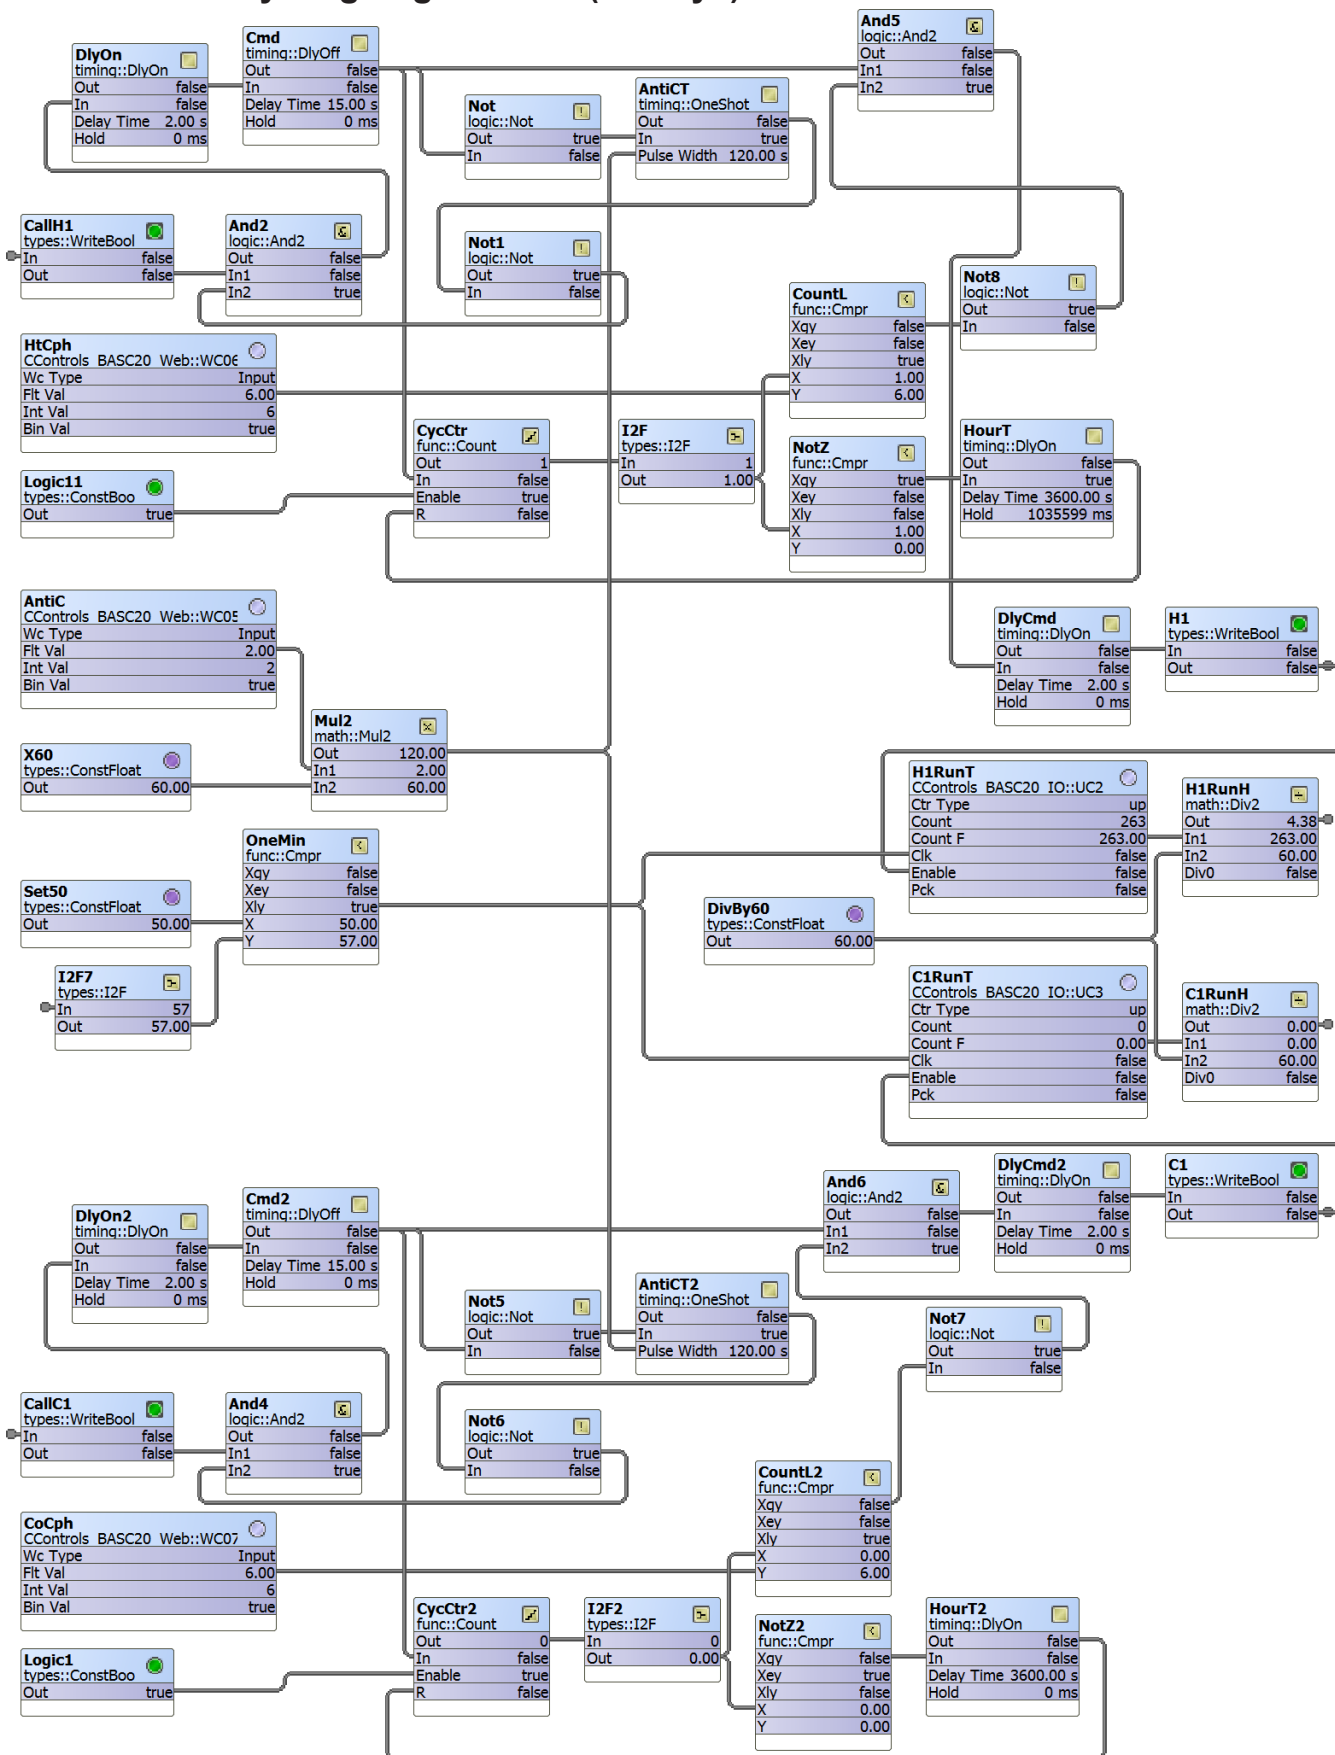 DlyOn
timing::DlyOn
Out false
In false
Delay Time 2.00 s
Hold 0 ms
Cmd
timing::DlyOff
Out false
In false
Delay Time 15.00 s
Hold 0 ms
Not
logic::Not
Out true
In false
AntiCT
timing::OneShot
Out false
In true
Pulse Width 120.00 s
And5
logic::And2
Out false
In1 false
In2 true
CallH1
types::WriteBool
In false
Out false
And2
logic::And2
Out false
In1 false
In2 true
Not1
logic::Not
Out true
In false
CountL
func::Cmpr
Xgy false
Xey false
Xly true
X 1.00
Y 6.00
Not8
logic::Not
Out true
In false
HtCph
CControls_BASC20_Web::WC06
Wc Type Input
Flt Val 6.00
Int Val 6
Bin Val true
CycCtr
func::Count
Out 1
In false
Enable true
R false
I2F
types::I2F
In 1
Out 1.00
NotZ
func::Cmpr
Xgy true
Xey false
Xly false
X 1.00
Y 0.00
HourT
timing::DlyOn
Out false
In true
Delay Time 3600.00 s
Hold 1035599 ms
Logic11
types::ConstBoo
Out true
AntiC
CControls_BASC20_Web::WC05
Wc Type Input
Flt Val 2.00
Int Val 2
Bin Val true
DlyCmd
timing::DlyOn
Out false
In false
Delay Time 2.00 s
Hold 0 ms
H1
types::WriteBool
In false
Out false
Mul2
math::Mul2
Out 120.00
In1 2.00
In2 60.00
X60
types::ConstFloat
Out 60.00
H1RunT
CControls_BASC20_IO::UC2
Ctr Type up
Count 263
Count F 263.00
Clk false
Enable false
Pck false
H1RunH
math::Div2
Out 4.38
In1 263.00
In2 60.00
Div0 false
OneMin
func::Cmpr
Xgy false
Xey false
Xly true
X 50.00
Y 57.00
Set50
types::ConstFloat
Out 50.00
DivBy60
types::ConstFloat
Out 60.00
I2F7
types::I2F
In 57
Out 57.00
C1RunT
CControls_BASC20_IO::UC3
Ctr Type up
Count 0
Count F 0.00
Clk false
Enable false
Pck false
C1RunH
math::Div2
Out 0.00
In1 0.00
In2 60.00
Div0 false
DlyOn2
timing::DlyOn
Out false
In false
Delay Time 2.00 s
Hold 0 ms
Cmd2
timing::DlyOff
Out false
In false
Delay Time 15.00 s
Hold 0 ms
And6
logic::And2
Out false
In1 false
In2 true
DlyCmd2
timing::DlyOn
Out false
In false
Delay Time 2.00 s
Hold 0 ms
C1
types::WriteBool
In false
Out false
Not5
logic::Not
Out true
In false
AntiCT2
timing::OneShot
Out false
In true
Pulse Width 120.00 s
Not7
logic::Not
Out true
In false
CallC1
types::WriteBool
In false
Out false
And4
logic::And2
Out false
In1 false
In2 true
Not6
logic::Not
Out true
In false
CountL2
func::Cmpr
Xgy false
Xey false
Xly true
X 0.00
Y 6.00
CoCph
CControls_BASC20_Web::WC07
Wc Type Input
Flt Val 6.00
Int Val 6
Bin Val true
CycCtr2
func::Count
Out 0
In false
Enable true
R false
I2F2
types::I2F
In 0
Out 0.00
NotZ2
func::Cmpr
Xgy false
Xey true
Xly false
X 0.00
Y 0.00
HourT2
timing::DlyOn
Out false
In false
Delay Time 3600.00 s
Hold 0 ms
Logic1
types::ConstBoo
Out true